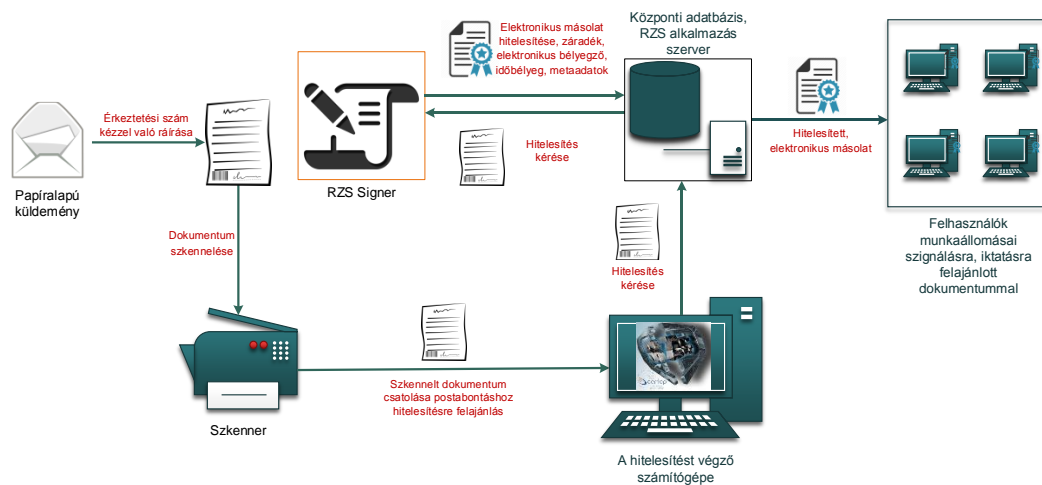 Elektronikus másolat
hitelesítése, záradék,
elektronikus bélyegző,
időbélyeg, metaadatok
Központi adatbázis,
RZS alkalmazás
szerver
Érkeztetési szám
kézzel való ráírása
Hitelesítés
kérése
Hitelesített,
elektronikus másolat
Papíralapú
küldemény
RZS Signer
Felhasználók
munkaállomásai
szignálásra, iktatásra
felajánlott
dokumentummal
Dokumentum
szkennelése
Hitelesítés
kérése
Szkennelt dokumentum
csatolása postabontáshoz
hitelesítésre felajánlás
Szkenner
A hitelesítést végző
számítógépe